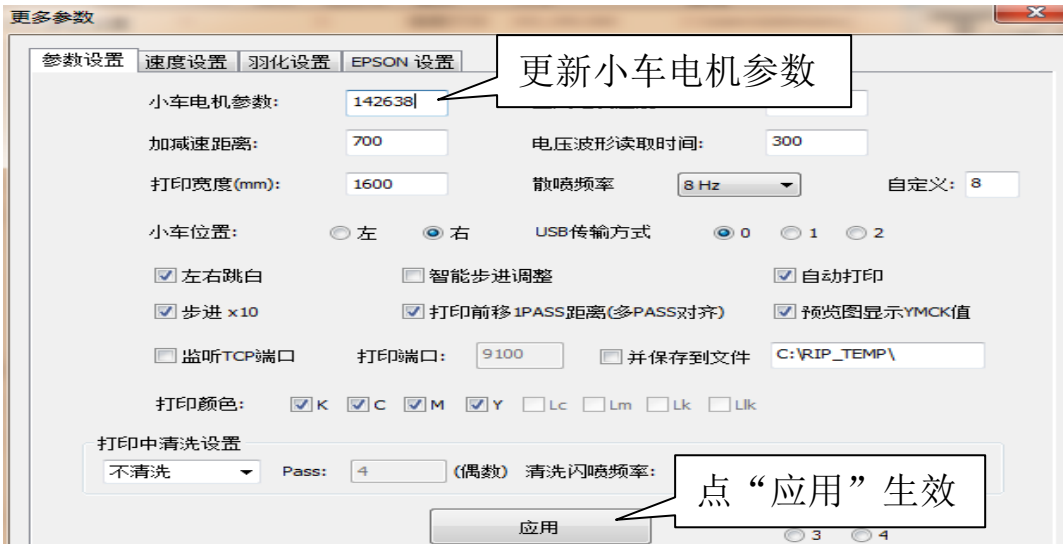 更多参数
参数设置 速度设置 羽化设置 EPSON 设置
更新小车电机参数
小车电机参数: 142638
加减速距离: 700 电压波形读取时间: 300
打印宽度(mm): 1600 散喷频率 8 Hz 自定义: 8
小车位置: 左 右 USB传输方式 0 1 2
左右跳白 智能步进调整 自动打印
步进 x10 打印前移1PASS距离(多PASS对齐) 预览图显示YMCK值
监听TCP端口 打印端口: 9100 并保存到文件 C:\RIP_TEMP\
打印颜色: K C M Y Lc Lm Lk Llk
打印中清洗设置
不清洗 Pass: 4 (偶数) 清洗闪喷频率:
点“应用”生效
应用 3 4